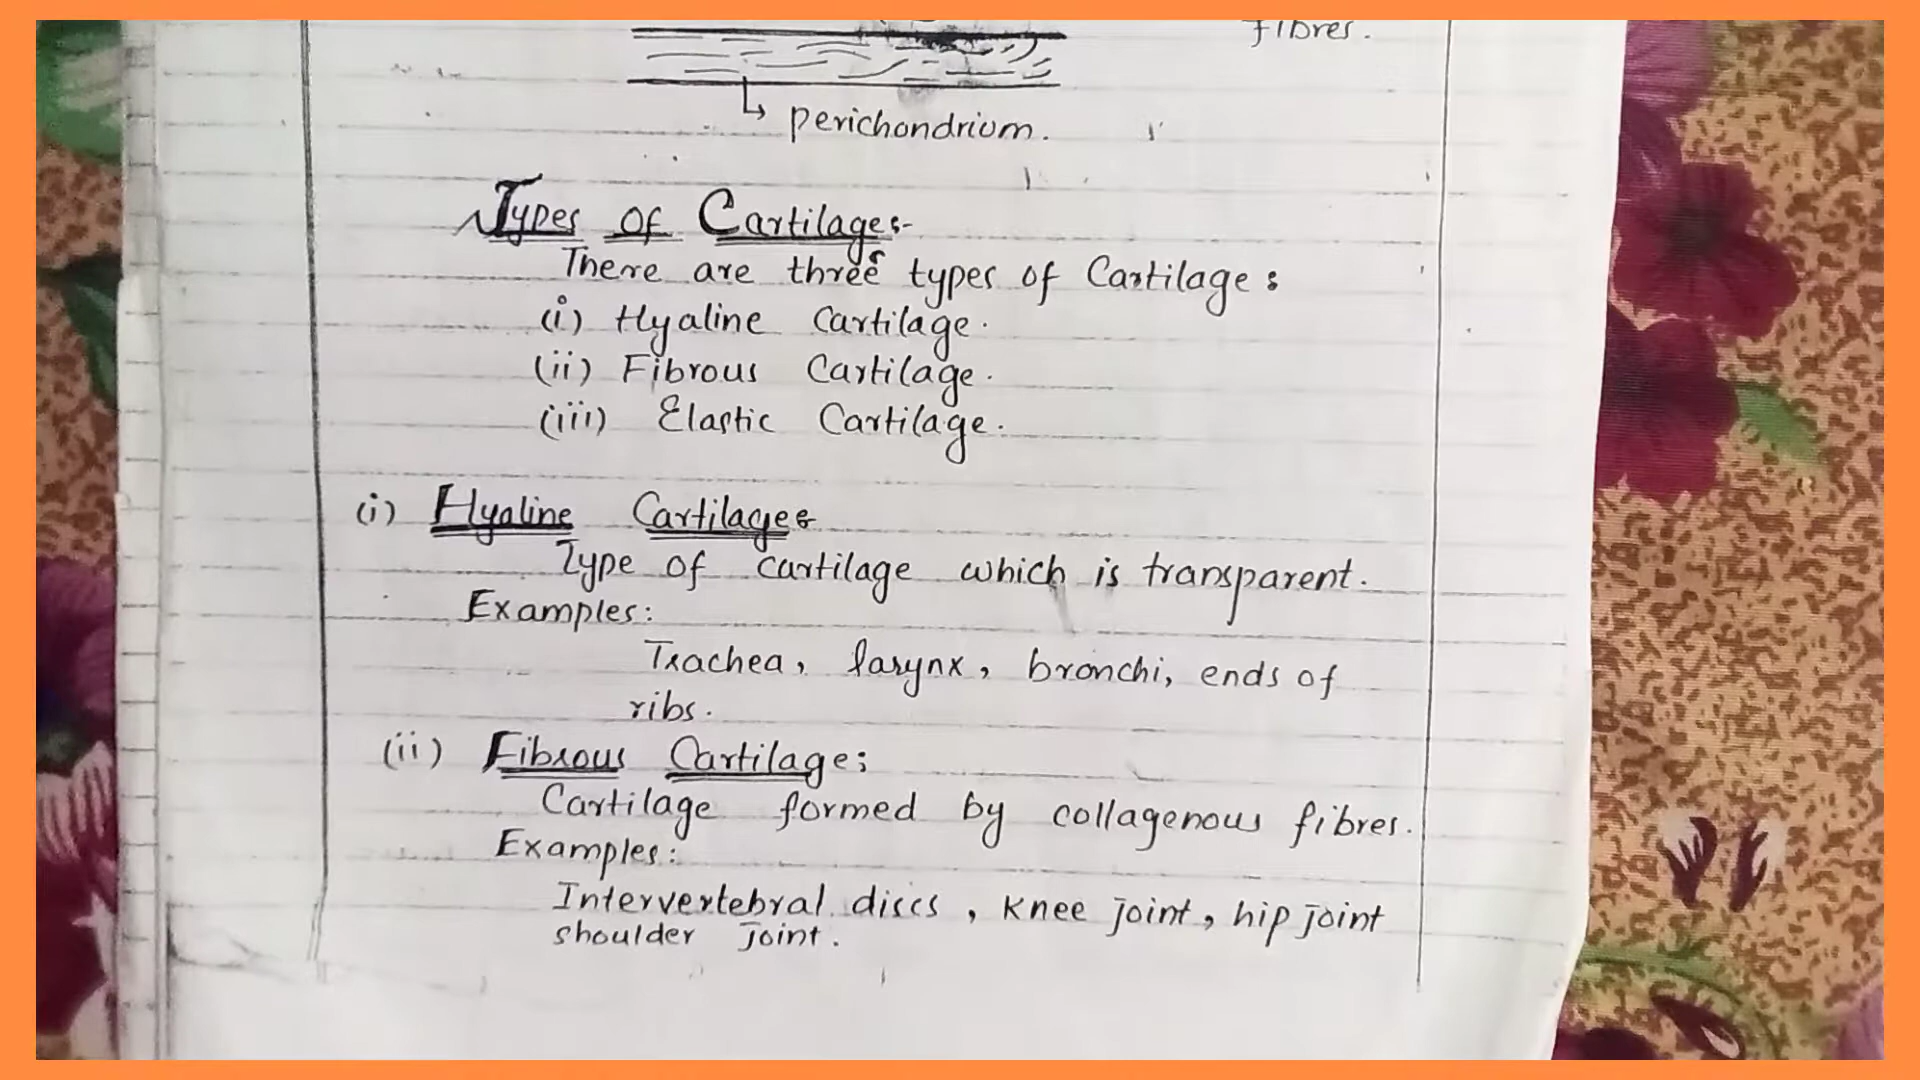 fibres.
perichondrium.
Types of Cartilages-
There are three types of Cartilage:
(i) Hyaline Cartilage.
(ii) Fibrous Cartilage.
(iii) Elastic Cartilage.
(i) Hyaline Cartilage:
Type of cartilage which is transparent.
Examples:
Trachea, larynx, bronchi, ends of
ribs.
(ii) Fibrous Cartilage:
Cartilage formed by collagenous fibres.
Examples:
Intervertebral discs, knee joint, hip joint
shoulder joint.